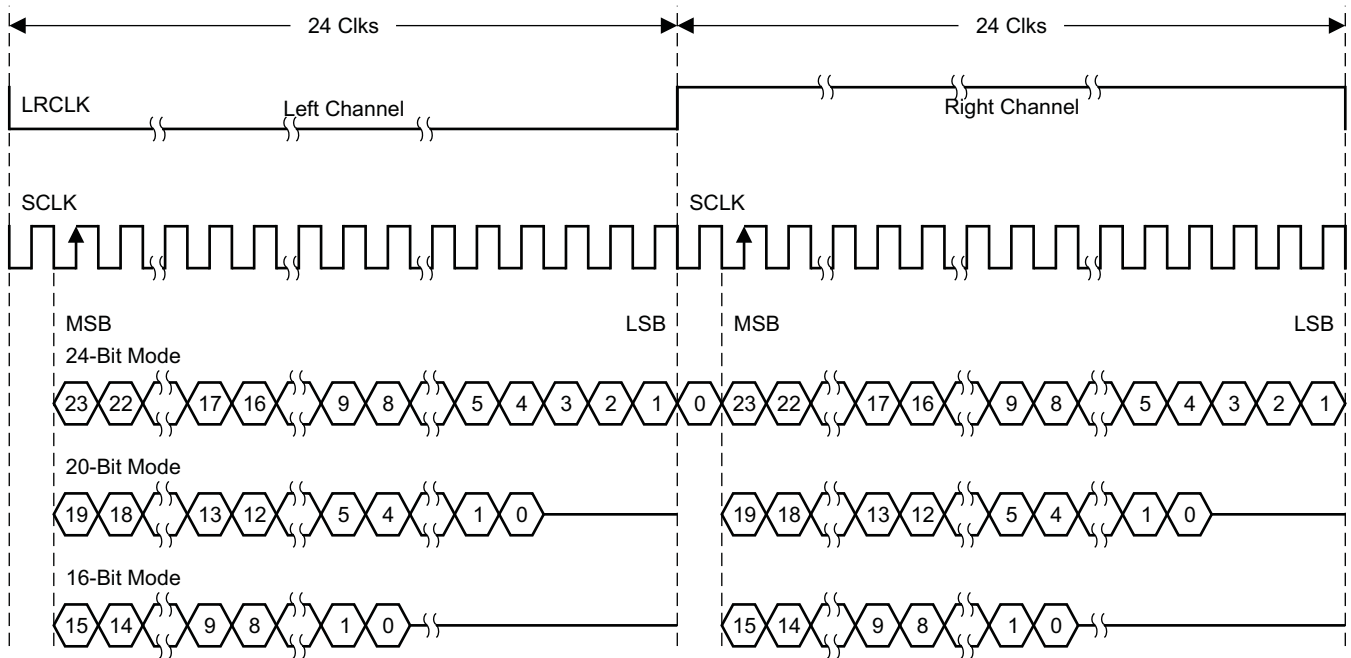 24 Clks 24 Clks
LRCLK Left Channel Right Channel
SCLK SCLK
MSB LSB MSB LSB
24-Bit Mode
23 22 17 16 9 8 5 4 3 2 1 0 23 22 17 16 9 8 5 4 3 2 1
20-Bit Mode
19 18 13 12 5 4 1 0 19 18 13 12 5 4 1 0
16-Bit Mode
15 14 9 8 1 0 15 14 9 8 1 0